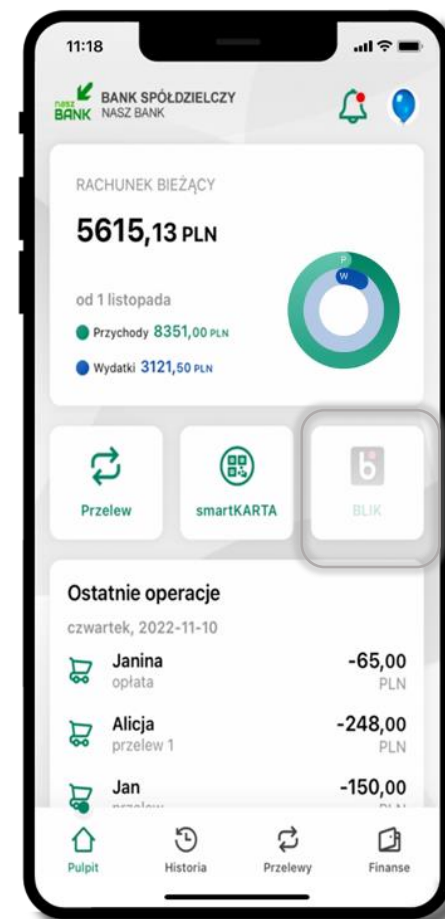 11:18
nasz
BANK
BANK SPÓŁDZIELCZY
NASZ BANK
RACHUNEK BIEŻĄCY
5615,13 PLN
od 1 listopada
Przychody 8351,00 PLN
Wydatki 3121,50 PLN
P
W
Przelew
smartKARTA
BLIK
Ostatnie operacje
czwartek, 2022-11-10
Janina -65,00
opłata PLN
Alicja -248,00
przelew 1 PLN
Jan -150,00
Pulpit Historia Przelewy Finanse